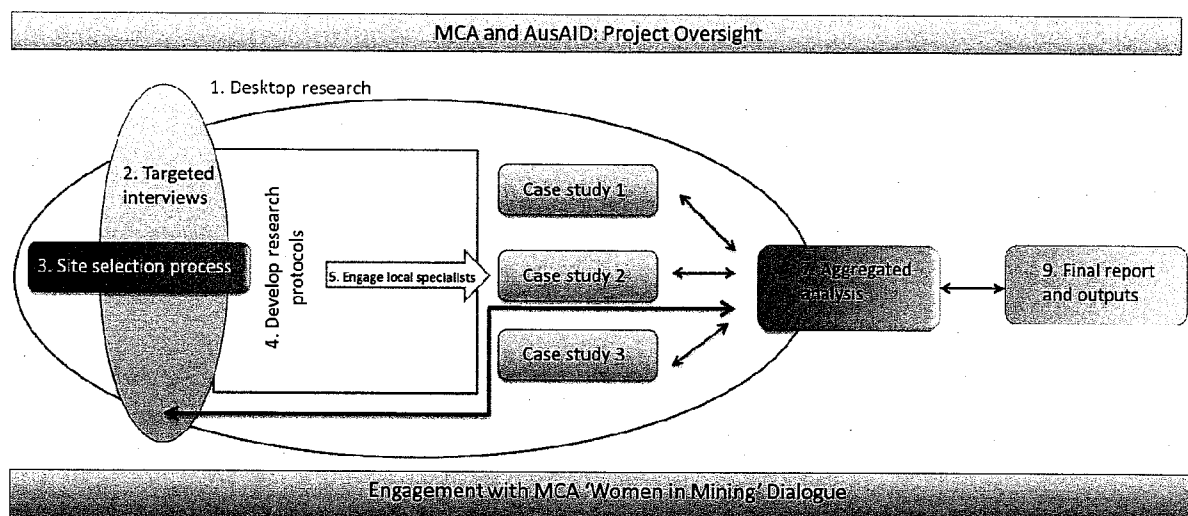 MCA and AusAID: Project Oversight
1. Desktop research
2. Targeted
interviews
3. Site selection process
4. Develop research
protocols
5. Engage local specialists
Case study 1
Case study 2
Case study 3
Aggregated
analysis
9. Final report
and outputs
Engagement with MCA 'Women in Mining' Dialogue